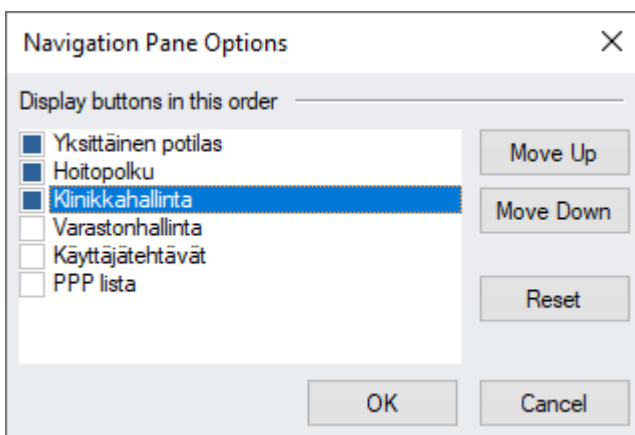 Navigation Pane Options
Display buttons in this order
Yksittäinen potilas
Hoitopolku
Klinikkahallinta
Varastonhallinta
Käyttäjätehtävät
PPP lista
Move Up
Move Down
Reset
OK
Cancel